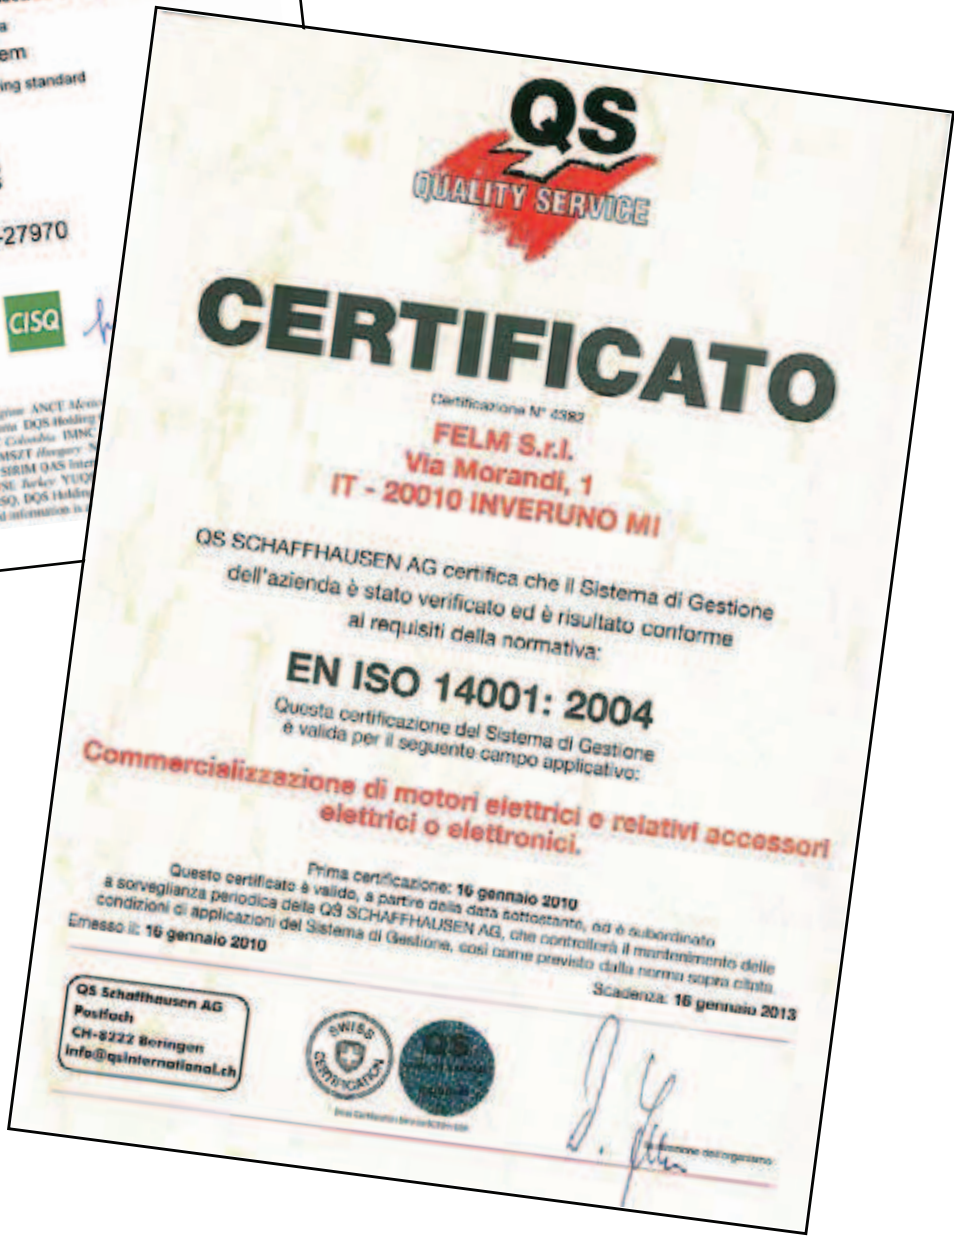 em
ing standard
-27970
CISQ
QS
QUALITY SERVICE
CERTIFICATO
Certificazione N° 4382
FELM S.r.l.
Via Morandi, 1
IT - 20010 INVERUNO MI
QS SCHAFFHAUSEN AG certifica che il Sistema di Gestione
dell'azienda è stato verificato ed è risultato conforme
ai requisiti della normativa:
EN ISO 14001: 2004
Questa certificazione del Sistema di Gestione
è valida per il seguente campo applicativo:
Commercializzazione di motori elettrici e relativi accessori
elettrici o elettronici.
Prima certificazione: 16 gennaio 2010
Questo certificato è valido, a partire dalla data sottostante, ed è subordinato
a sorveglianza periodica della QS SCHAFFHAUSEN AG, che controllerà il mantenimento delle
condizioni di applicazioni del Sistema di Gestione, così come previsto dalla norma sopra citata.
Emesso il: 16 gennaio 2010
Scadenza: 16 gennaio 2013
QS Schaffhausen AG
Postfach
CH-8222 Beringen
info@qsinternational.ch
SWISS
CERTIFICATION
QS